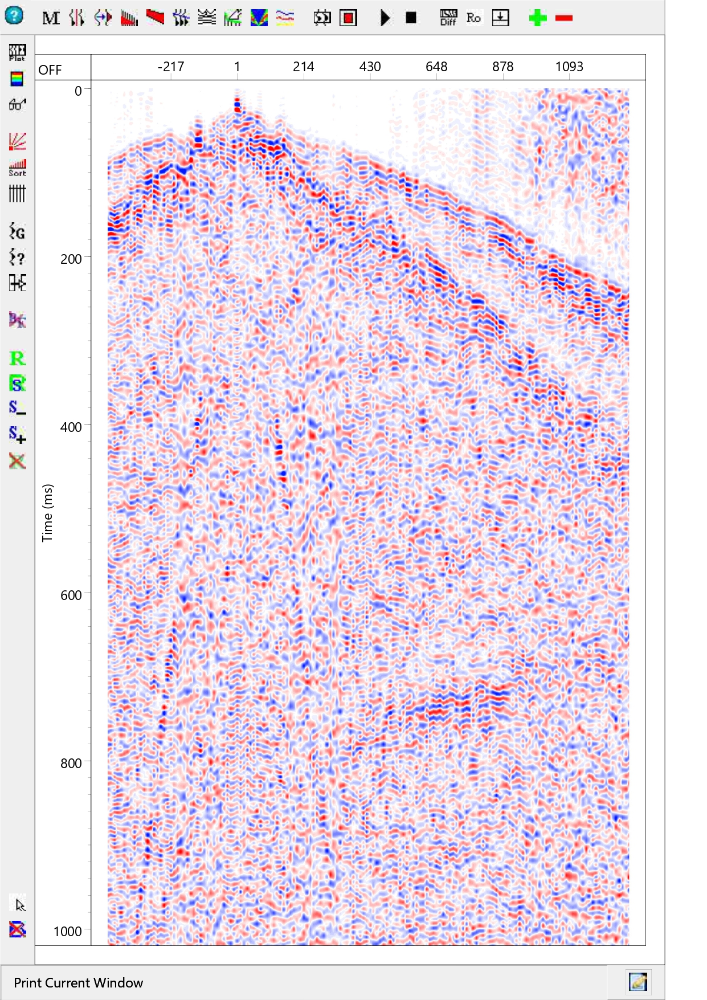 M
Diff
Ro
Plot
Sort
G
?
R
S
S
S
OFF
-217 1 214 430 648 878 1093
0
200
400
600
800
1000
Time (ms)
Print Current Window